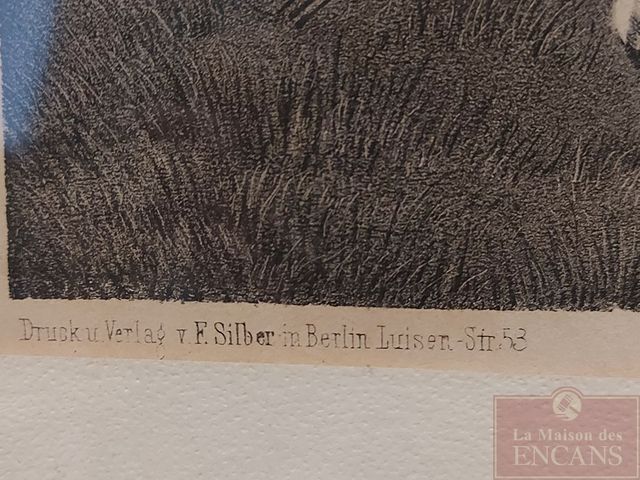 Druck u. Verlag v. F. Silber in Berlin Luisen-Str. 53
La Maison des
ENCANS